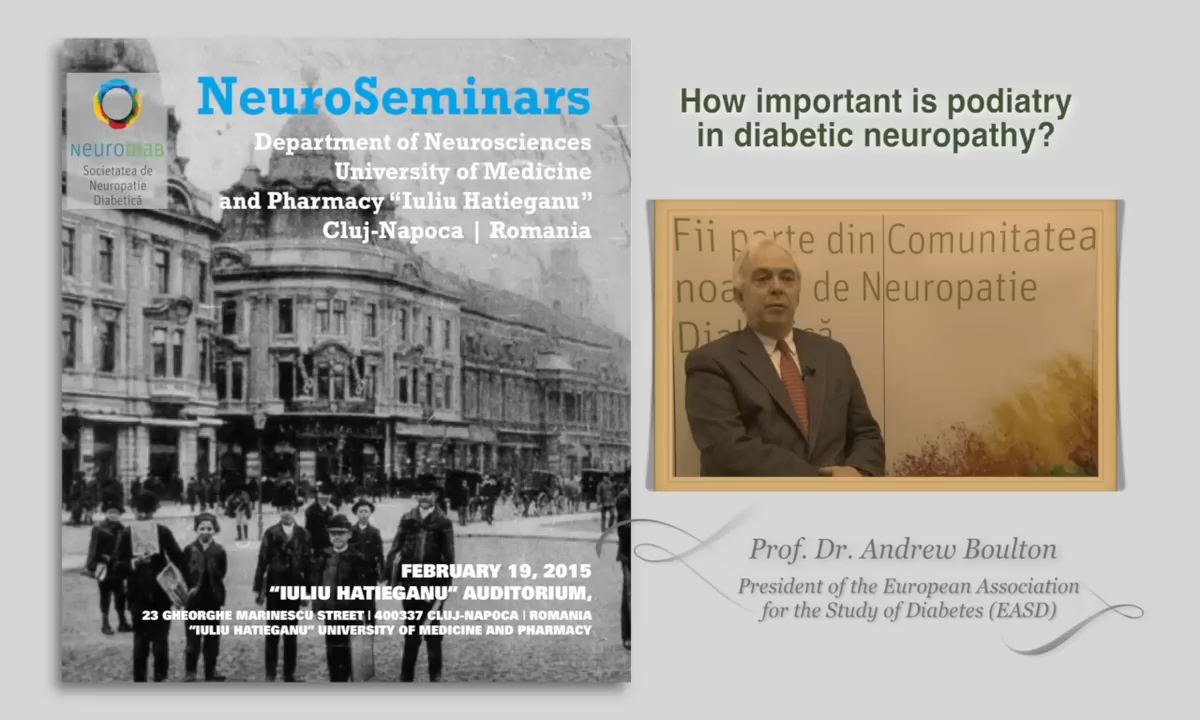 NeuroSeminars
Department of Neurosciences
University of Medicine
and Pharmacy “Iuliu Hatieganu”
Cluj-Napoca | Romania
neuroDIAB
Societatea de
Neuropatie
Diabetică
FEBRUARY 19, 2015
“IULIU HATIEGANU” AUDITORIUM,
23 GHEORGHE MARINESCU STREET | 400337 CLUJ-NAPOCA | ROMANIA
“IULIU HATIEGANU” UNIVERSITY OF MEDICINE AND PHARMACY
How important is podiatry
in diabetic neuropathy?
Fii parte din Comunitatea
de Neuropatie
Prof. Dr. Andrew Boulton
President of the European Association
for the Study of Diabetes (EASD)